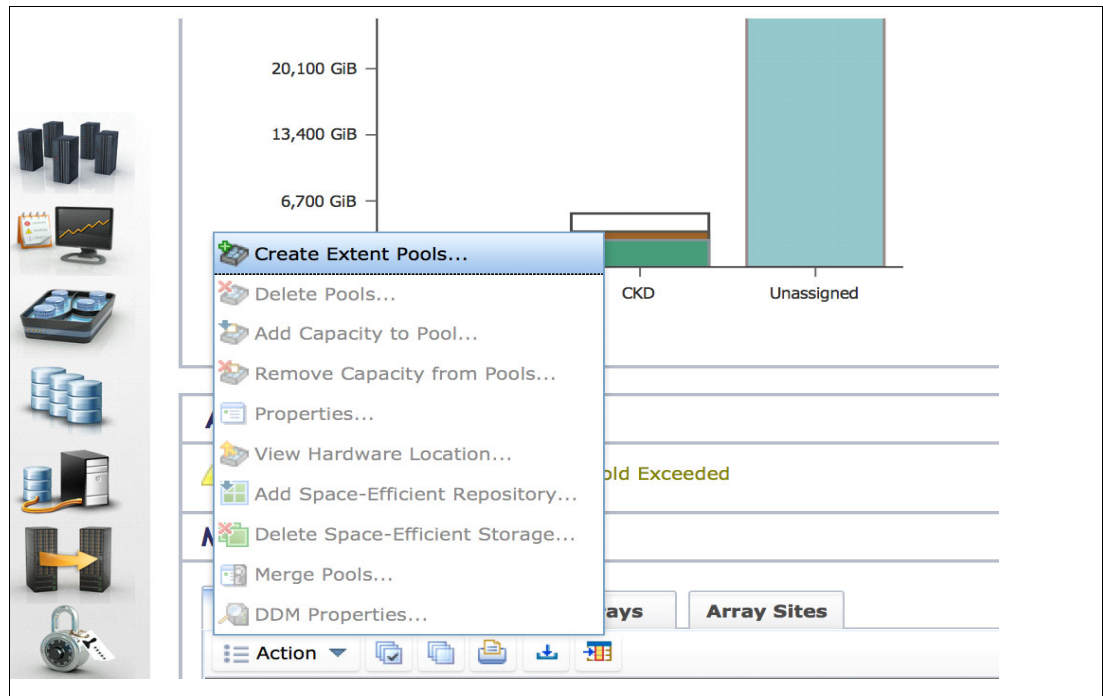 20,100 GiB
13,400 GiB
6,700 GiB
CKD
Unassigned
Create Extent Pools...
Delete Pools...
Add Capacity to Pool...
Remove Capacity from Pools...
Properties...
View Hardware Location...
Exceeded
Add Space-Efficient Repository...
Delete Space-Efficient Storage...
Merge Pools...
DDM Properties...
Array Sites
Action